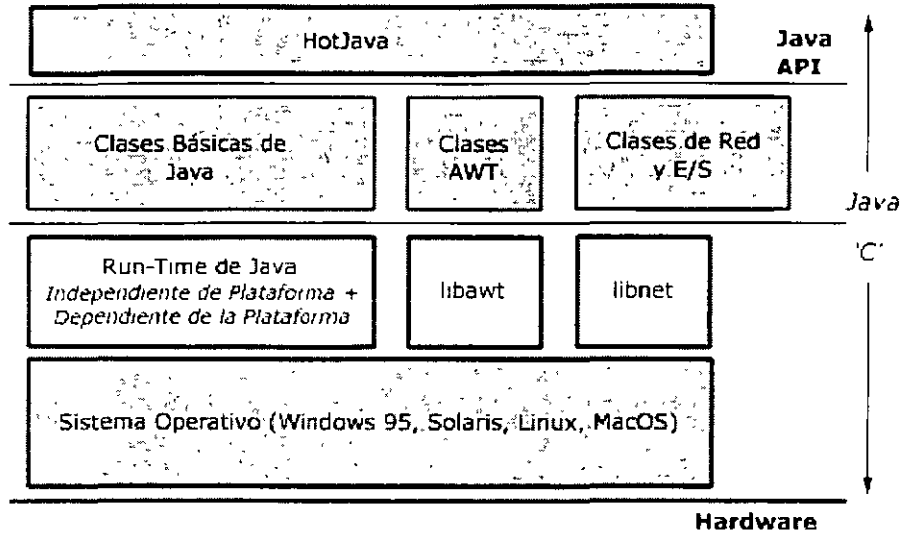 HotJava
Java
API
Clases Básicas de
Java
Clases
AWT
Clases de Red
y E/S
Java
'C'
Run-Time de Java
Independiente de Plataforma +
Dependiente de la Plataforma
libawt
libnet
Sistema Operativo (Windows 95, Solaris, Linux, MacOS)
Hardware